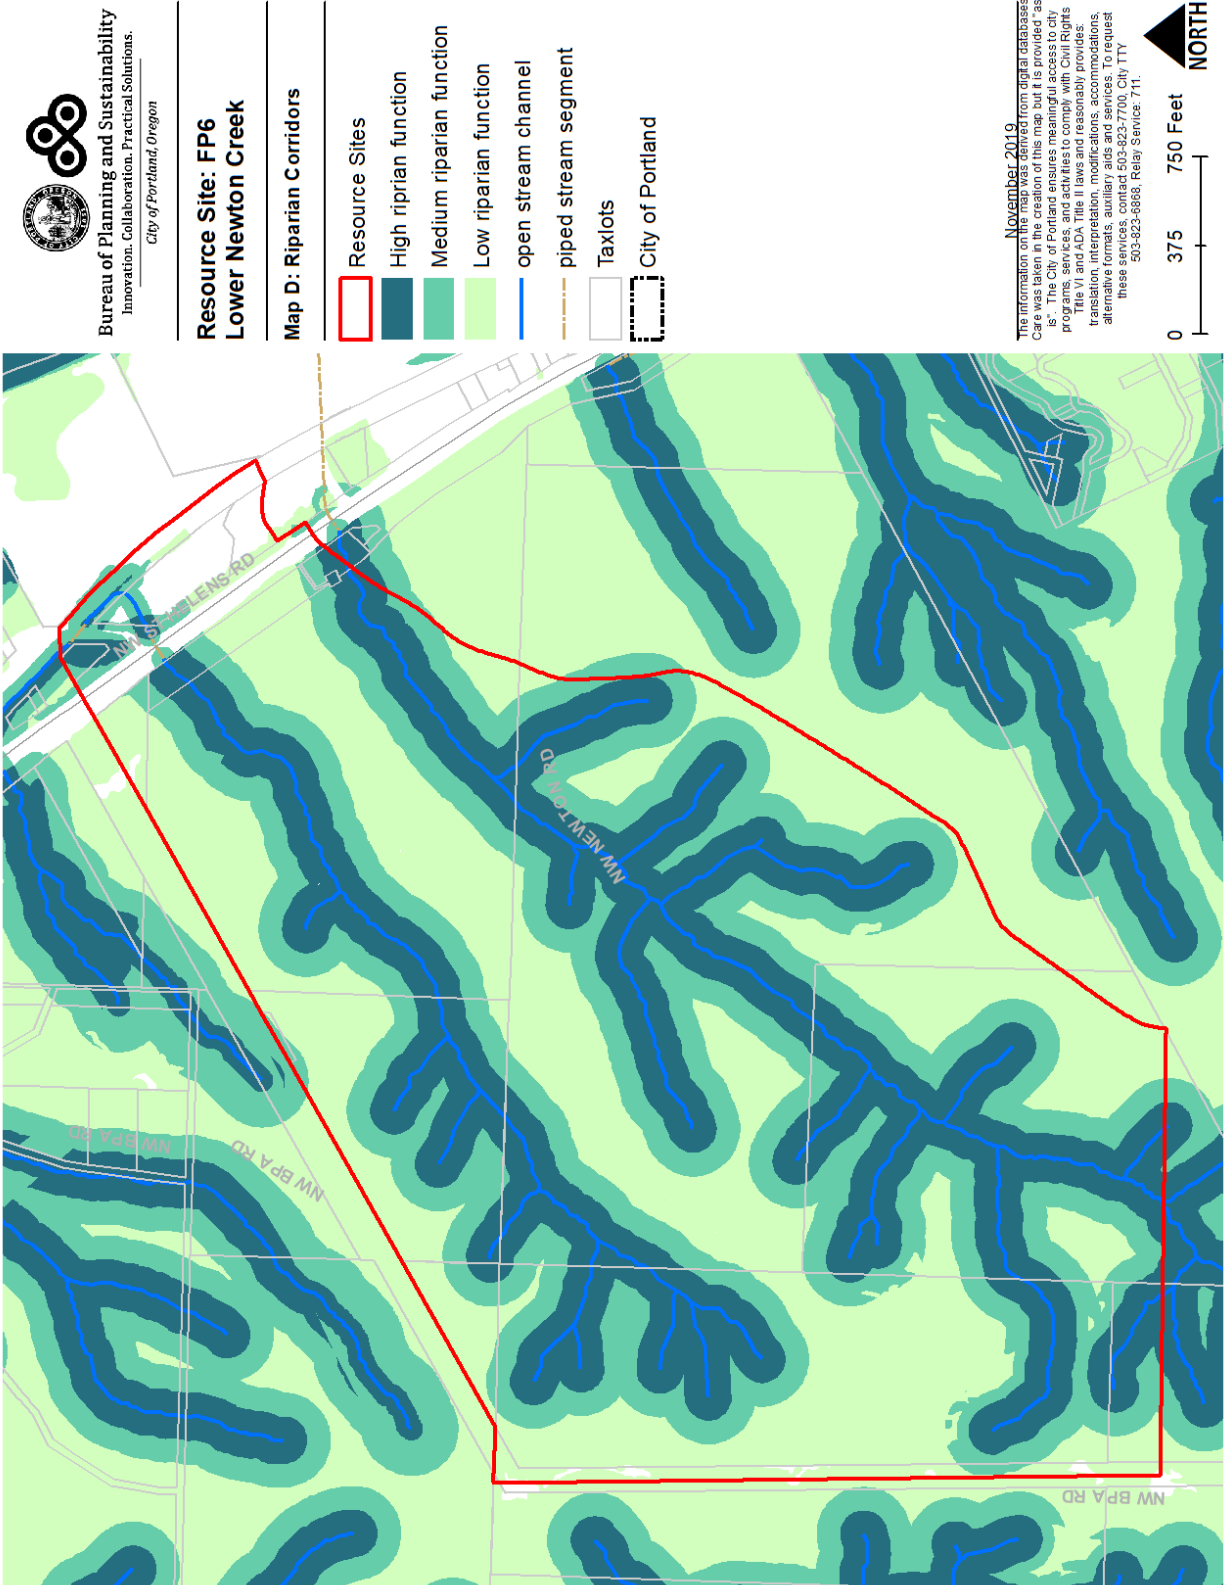 Bureau of Planning and Sustainability
Innovation. Collaboration. Practical Solutions.
City of Portland, Oregon
Resource Site: FP6
Lower Newton Creek
Map D: Riparian Corridors
Resource Sites
High riprian function
Medium riparian function
Low riparian function
open stream channel
piped stream segment
Taxlots
City of Portland
November 2019
The information on the map was derived from digital databases
Care was taken in the creation of this map but it is provided "as
is". The City of Portland ensures meaningful access to city
programs, services, and activities to comply with Civil Rights
Title VI and ADA Title II laws and reasonably provides:
translation, interpretation, modifications, accommodations,
alternative formats, auxiliary aids and services. To request
these services, contact 503-823-7700, City TTY
503-823-6868, Relay Service: 711.
0 375 750 Feet
NORTH
NW ST HELENS RD
NW NEWTON RD
NW BPA RD
NW BPA RD
NW BPA RD